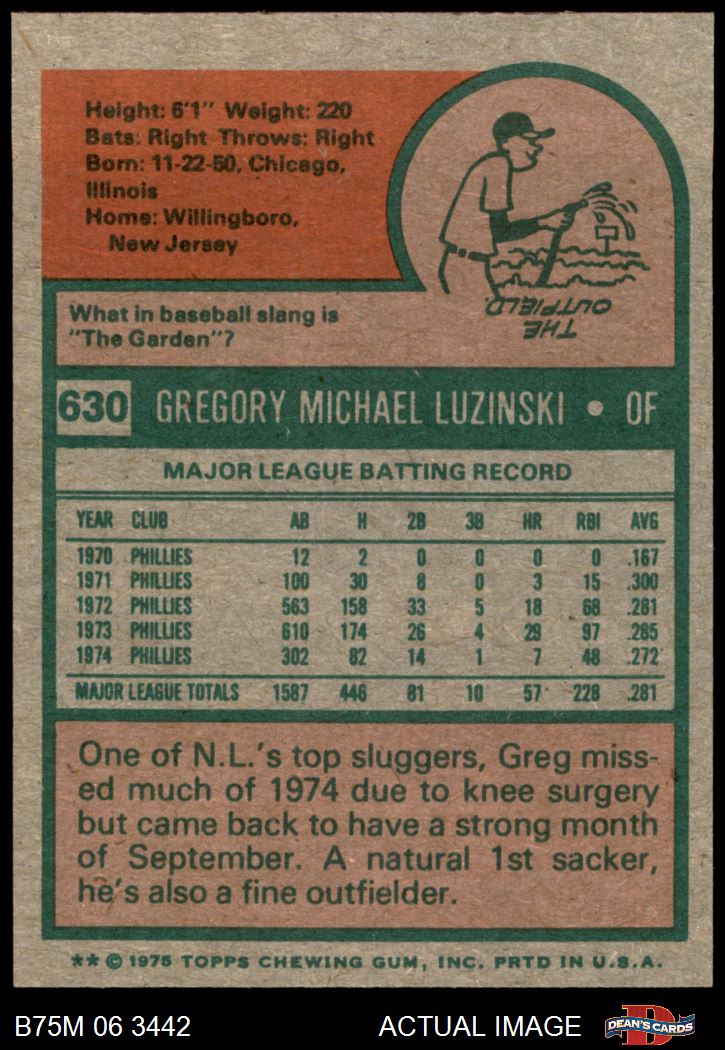 Height: 6'1" Weight: 220
Bats: Right Throws: Right
Born: 11-22-50, Chicago,
Illinois
Home: Willingboro,
New Jersey
THE
OUTFIELD.
What in baseball slang is
"The Garden"?
630 GREGORY MICHAEL LUZINSKI • OF
MAJOR LEAGUE BATTING RECORD
YEAR CLUB AB H 2B 3B HR RBI AVG
1970 PHILLIES 12 2 0 0 0 0 .167
1971 PHILLIES 100 30 8 0 3 15 .300
1972 PHILLIES 563 158 33 5 18 68 .281
1973 PHILLIES 610 174 26 4 29 97 .285
1974 PHILLIES 302 82 14 1 7 48 .272
MAJOR LEAGUE TOTALS 1587 446 81 10 57 228 .281
One of N.L.'s top sluggers, Greg miss-
ed much of 1974 due to knee surgery
but came back to have a strong month
of September. A natural 1st sacker,
he's also a fine outfielder.
** © 1975 TOPPS CHEWING GUM, INC. PRTD IN U.S.A.
B75M 06 3442 ACTUAL IMAGE
D
DEAN'S CARDS